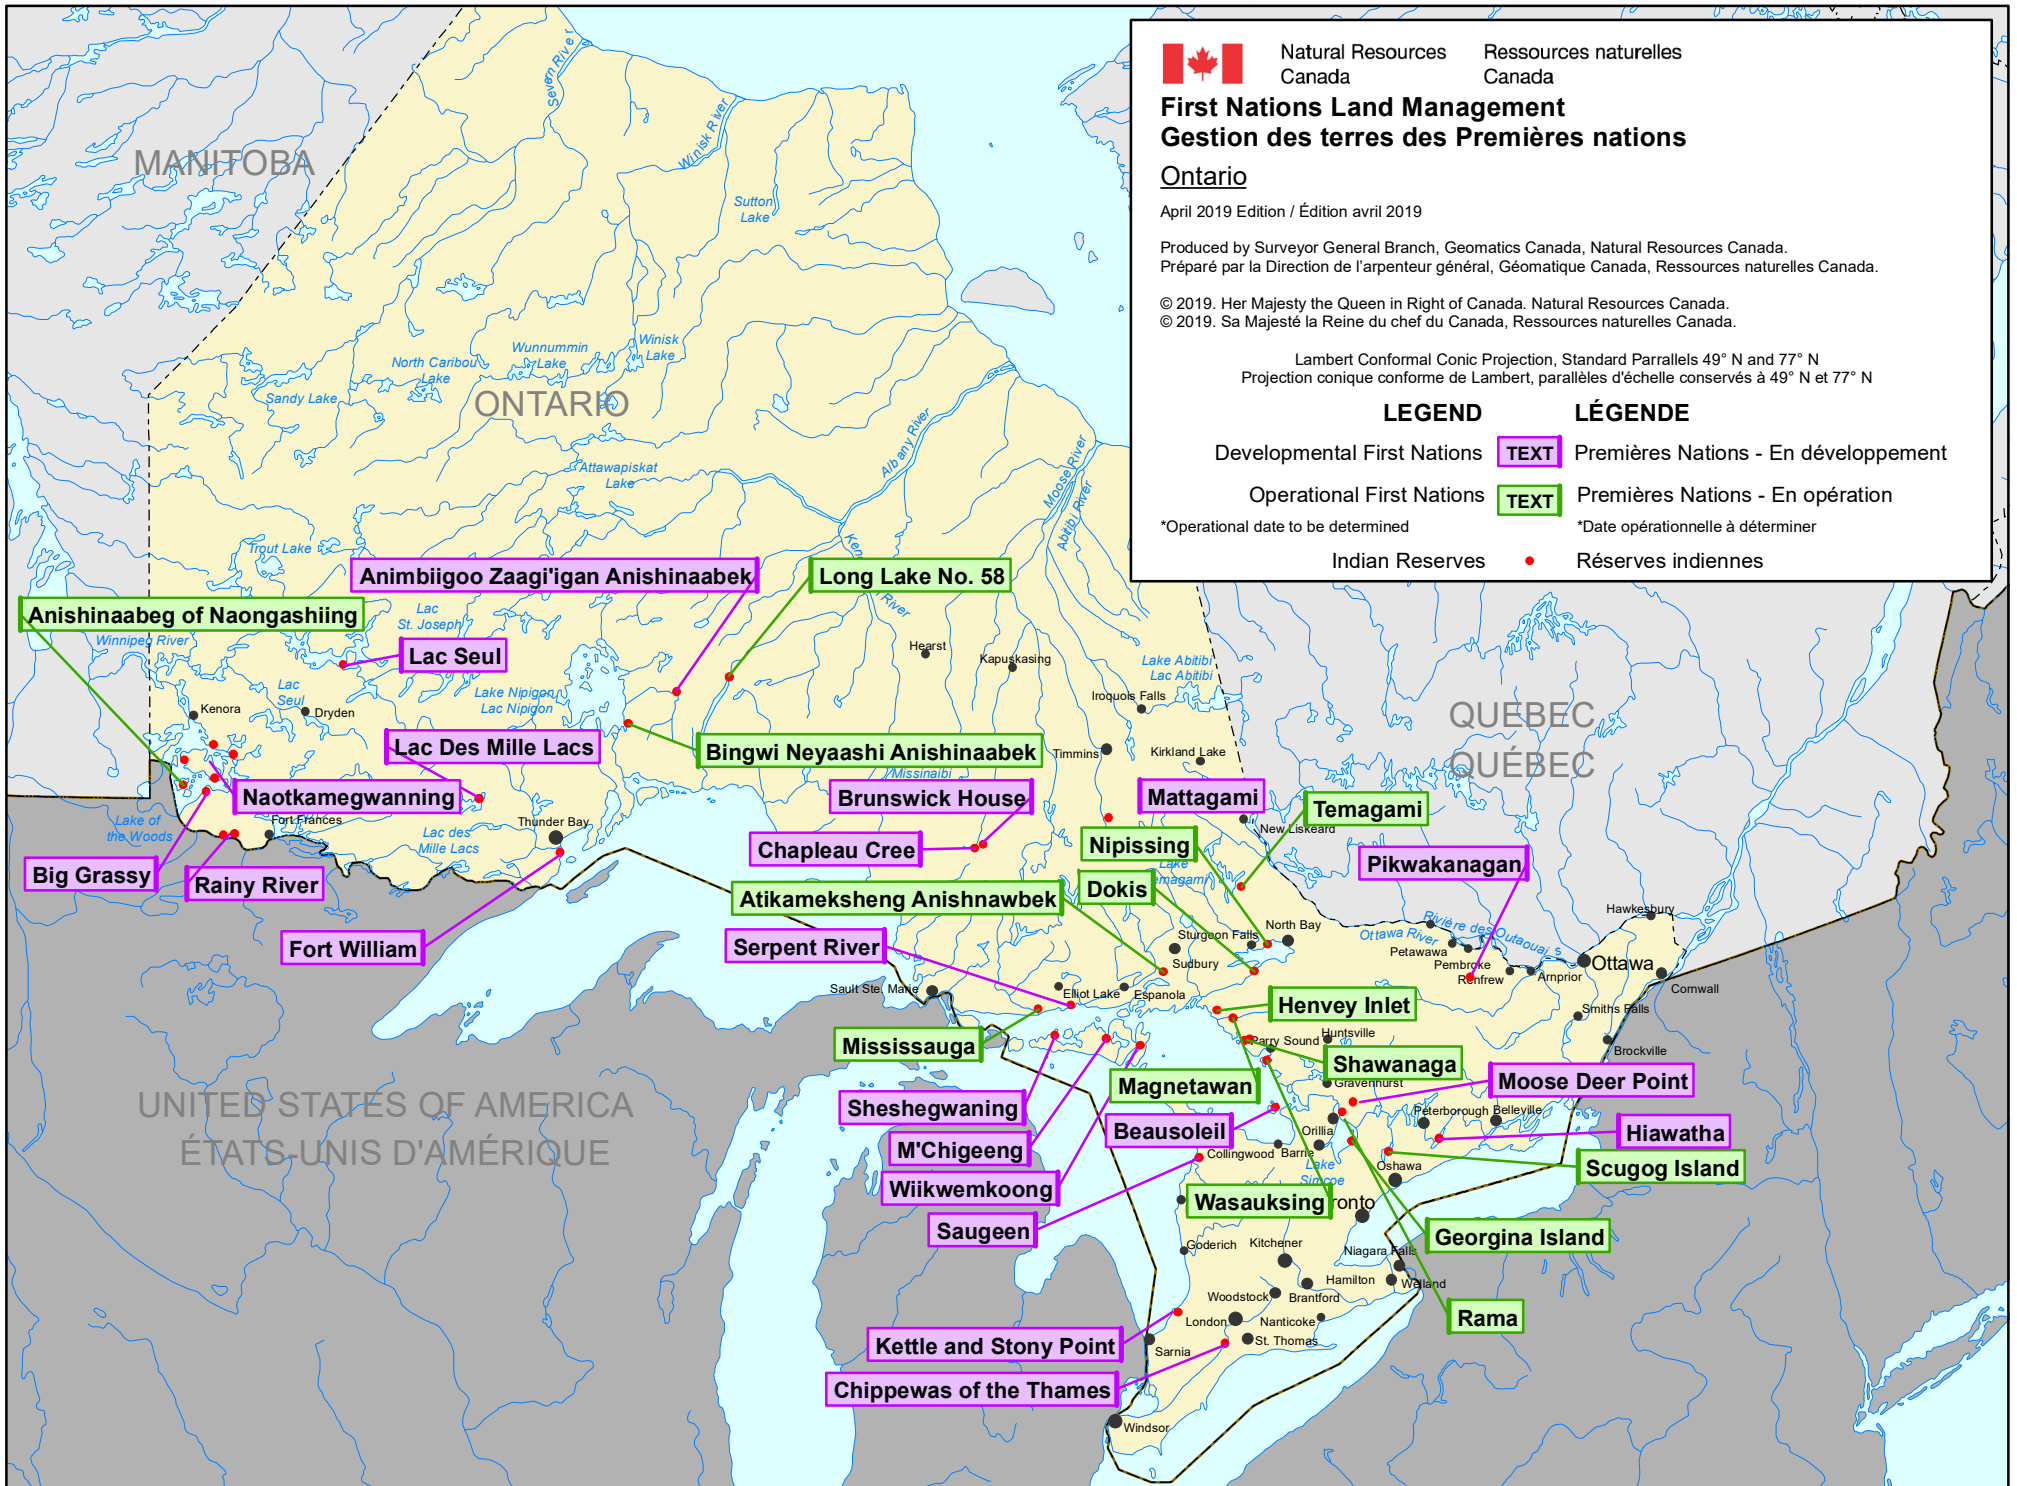 Natural Resources
Canada
Ressources naturelles
Canada
First Nations Land Management
Gestion des terres des Premières nations
Ontario
April 2019 Edition / Édition avril 2019
Produced by Surveyor General Branch, Geomatics Canada, Natural Resources Canada.
Préparé par la Direction de l'arpenteur général, Géomatique Canada, Ressources naturelles Canada.
© 2019. Her Majesty the Queen in Right of Canada. Natural Resources Canada.
© 2019. Sa Majesté la Reine du chef du Canada, Ressources naturelles Canada.
Lambert Conformal Conic Projection, Standard Parrallels 49° N and 77° N
Projection conique conforme de Lambert, parallèles d'échelle conservés à 49° N et 77° N
LEGEND LÉGENDE
Developmental First Nations TEXT Premières Nations - En développement
Operational First Nations TEXT Premières Nations - En opération
*Operational date to be determined *Date opérationnelle à déterminer
Indian Reserves Réserves indiennes
MANITOBA
Severn River
Winisk River
Sutton
Lake
Winisk
Lake
Wunnummin
Lake
North Caribou
Lake
Sandy Lake
ONTARIO
Attawapiskat
Lake
Albany River
Moose River
Abitibi River
Trout Lake
Animbiigoo Zaagi'igan Anishinaabek
Long Lake No. 58
River
Anishinaabeg of Naongashiing
Lac
St. Joseph
Winnipeg River
Lac Seul
Hearst
Kapuskasing
Lake Abitibi
Lac Abitibi
Iroquois Falls
Lac
Seul
Lake Nipigon
Lac Nipigon
Kenora
Dryden
QUEBEC
QUÉBEC
Lac Des Mille Lacs
Bingwi Neyaashi Anishinaabek
Timmins
Kirkland Lake
Missinaibi
Naotkamegwanning
Brunswick House
Mattagami
Temagami
Lake of
the Woods
Fort Frances
Lac des
Mille Lacs
Thunder Bay
New Liskeard
Chapleau Cree
Nipissing
Pikwakanagan
Big Grassy
Rainy River
Lake
Atikameksheng Anishnawbek
Dokis
Hawkesbury
Fort William
Serpent River
Sturgeon Falls
North Bay
Rivière des Outaouais
Ottawa River
Petawawa
Pembroke
Renfrew
Arnprior
Ottawa
Sudbury
Cornwall
Sault Ste. Marie
Elliot Lake
Espanola
Henvey Inlet
Smiths Falls
Mississauga
Parry Sound
Huntsville
Brockville
Shawanaga
Magnetawan
Gravenhurst
Moose Deer Point
UNITED STATES OF AMERICA
ÉTATS-UNIS D'AMÉRIQUE
Sheshegwaning
Peterborough
Belleville
Beausoleil
Orillia
Hiawatha
M'Chigeeng
Collingwood
Barrie
Lake
Simcoe
Oshawa
Scugog Island
Wiikwemkoong
Wasauksing
ronto
Saugeen
Georgina Island
Goderich
Kitchener
Niagara Falls
Hamilton
Welland
Woodstock
Brantford
Rama
London
Nanticoke
Kettle and Stony Point
Sarnia
St. Thomas
Chippewas of the Thames
Windsor